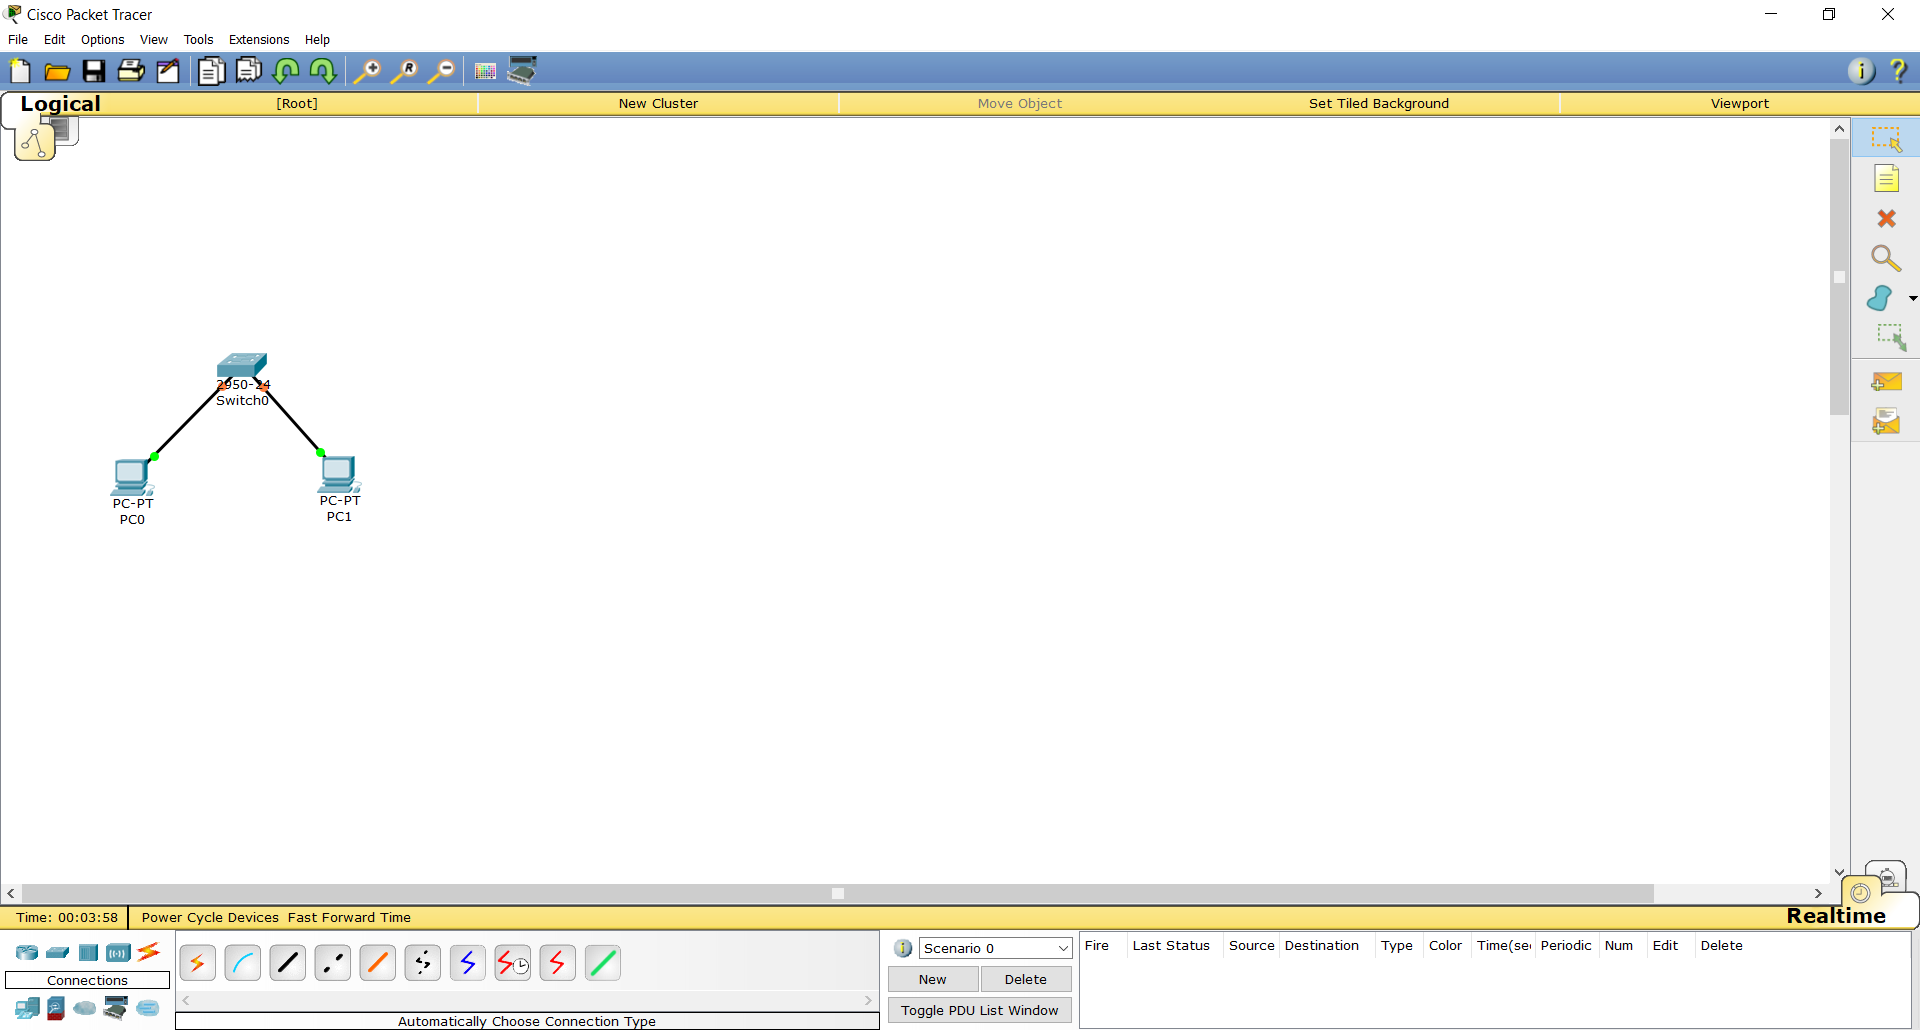 Cisco Packet Tracer
File Edit Options View Tools Extensions Help
Logical [Root] New Cluster Move Object Set Tiled Background Viewport
2950-24
Switch0
PC-PT
PC0
PC-PT
PC1
Time: 00:03:58 Power Cycle Devices Fast Forward Time
Realtime
Connections
Automatically Choose Connection Type
Scenario 0
New Delete
Toggle PDU List Window
Fire Last Status Source Destination Type Color Time(se Periodic Num Edit Delete